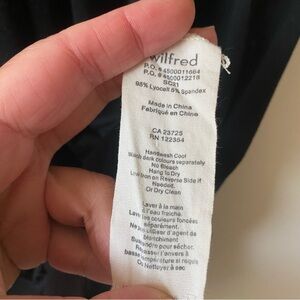 wilfred
P.O. # 4500011664
P.O. # 4500012218
SC21
95% Lyocell 5% Spandex
Made in China
Fabriqué en Chine
CA 23725
RN 122354
Handwash Cool
Wash dark colours separately
No Bleach
Hang to Dry
Iron on Reverse Side if
Needed.
Or Dry Clean
Laver à la main
à l'eau fraîche.
Laver les couleurs foncées
séparément.
Ne pas utiliser d'agent de
blanchiment
Suspendre pour sécher.
Repasser l'envers à
basse température si requis
Ou Nettoyez à sec